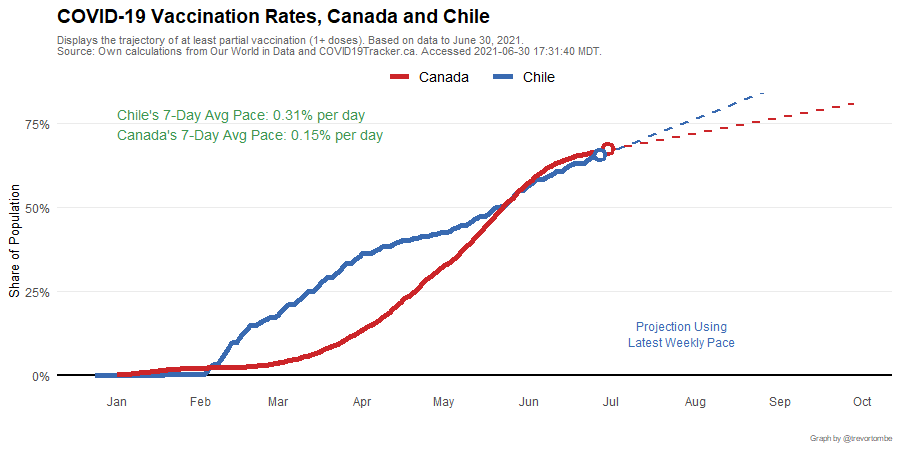 COVID-19 Vaccination Rates, Canada and Chile
Displays the trajectory of at least partial vaccination (1+ doses). Based on data to June 30, 2021.
Source: Own calculations from Our World in Data and COVID19Tracker.ca. Accessed 2021-06-30 17:31:40 MDT.
Canada Chile
Chile's 7-Day Avg Pace: 0.31% per day
Canada's 7-Day Avg Pace: 0.15% per day
75%
50%
25%
0%
Share of Population
Projection Using
Latest Weekly Pace
Jan Feb Mar Apr May Jun Jul Aug Sep Oct
Graph by @trevortombe